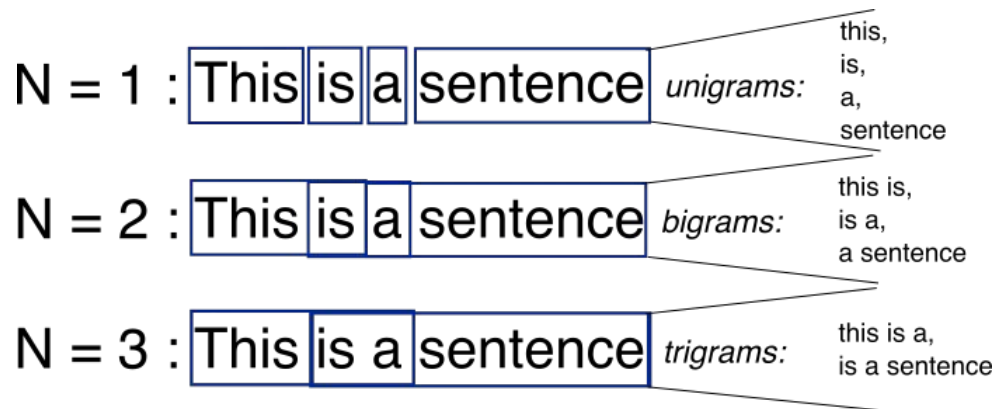 N = 1 : This is a sentence unigrams:
this,
is,
a,
sentence
N = 2 : This is a sentence bigrams:
this is,
is a,
a sentence
N = 3 : This is a sentence trigrams:
this is a,
is a sentence